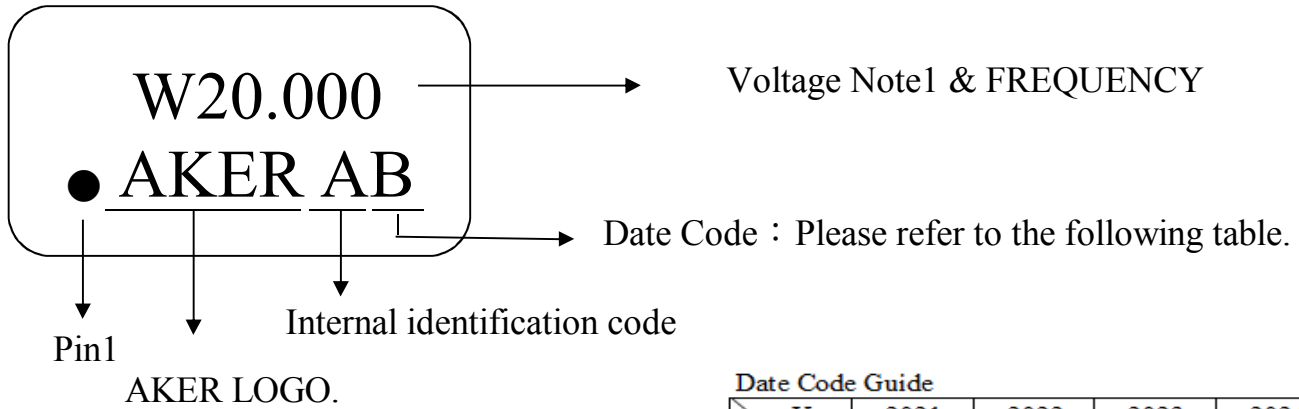 W20.000
Voltage Note1 & FREQUENCY
● AKER AB
Date Code：Please refer to the following table.
Internal identification code
Pin1
AKER LOGO.
Date Code Guide